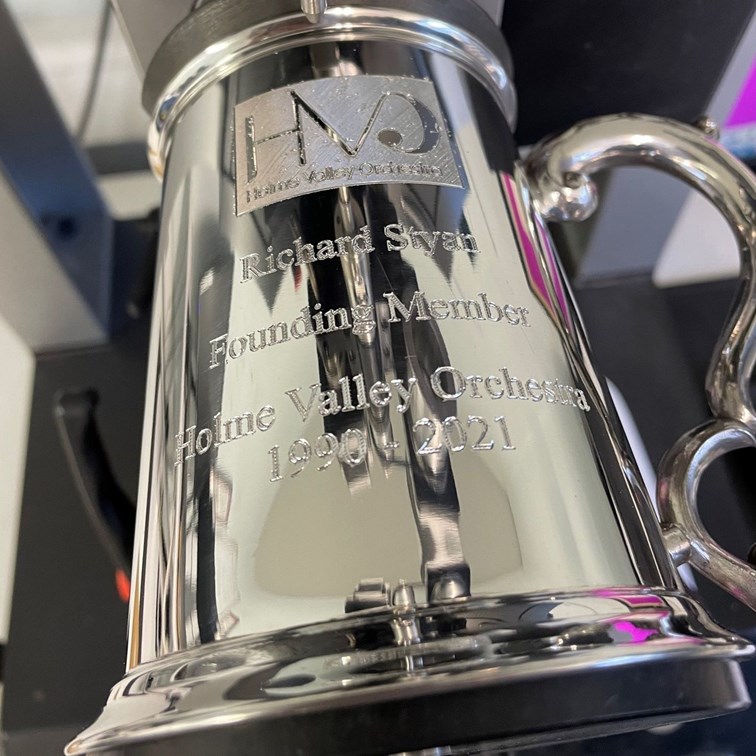 HVO
Holme Valley Orchestra
Richard Styan
Founding Member
Holme Valley Orchestra
1990 - 2021